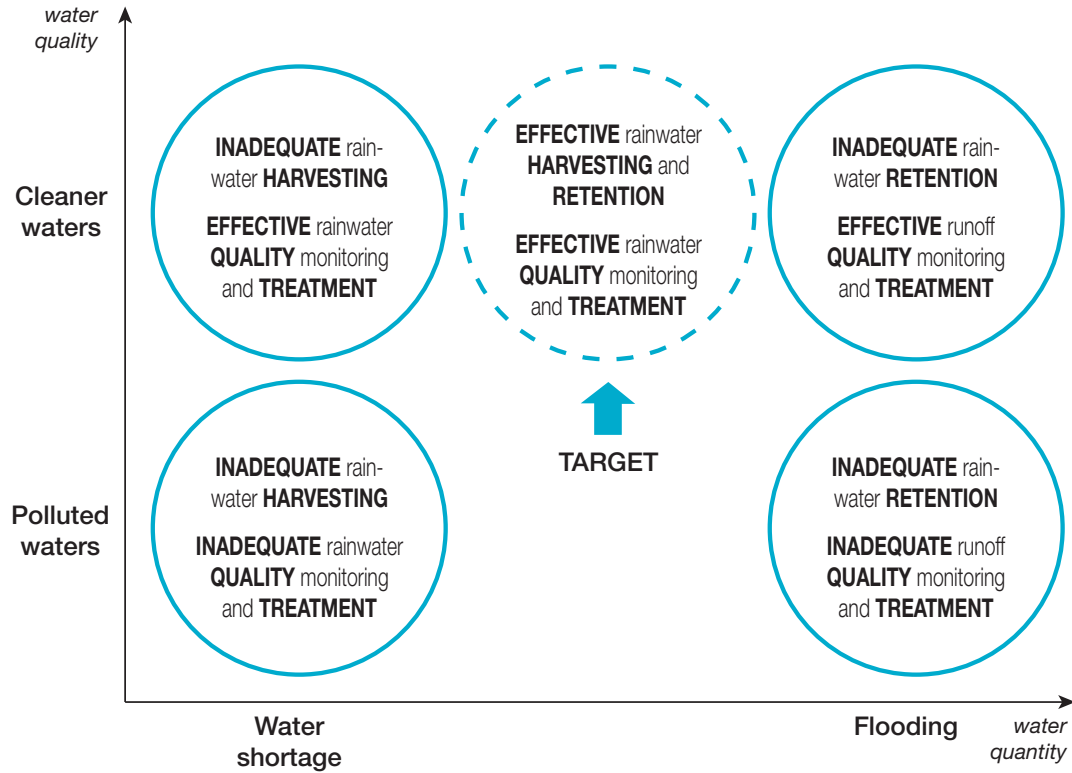 water
quality
Cleaner
waters
INADEQUATE rain-
water HARVESTING
EFFECTIVE rainwater
QUALITY monitoring
and TREATMENT
EFFECTIVE rainwater
HARVESTING and
RETENTION
EFFECTIVE rainwater
QUALITY monitoring
and TREATMENT
INADEQUATE rain-
water RETENTION
EFFECTIVE runoff
QUALITY monitoring
and TREATMENT
TARGET
Polluted
waters
INADEQUATE rain-
water HARVESTING
INADEQUATE rainwater
QUALITY monitoring
and TREATMENT
INADEQUATE rain-
water RETENTION
INADEQUATE runoff
QUALITY monitoring
and TREATMENT
Water
shortage
Flooding
water
quantity